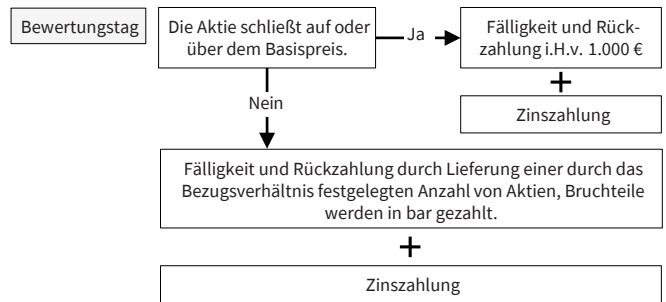 Bewertungstag
Die Aktie schließt auf oder
über dem Basispreis.
Ja
Fälligkeit und Rück-
zahlung i.H.v. 1.000 €
+
Zinszahlung
Nein
Fälligkeit und Rückzahlung durch Lieferung einer durch das
Bezugsverhältnis festgelegten Anzahl von Aktien, Bruchteile
werden in bar gezahlt.
+
Zinszahlung